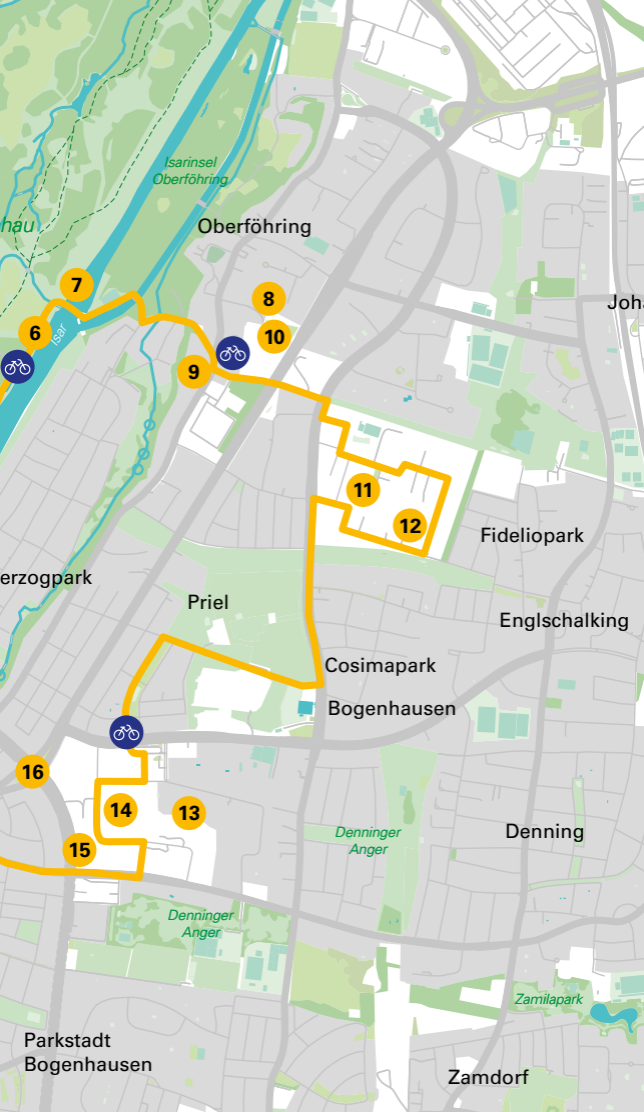 Isarinsel
Oberföhring
hau
Oberföhring
7
8
Joh
6
Isar
10
9
11
12
Fideliopark
erzogpark
Priel
Englschalking
Cosimapark
Bogenhausen
16
14
13
15
Denninger
Anger
Denning
Denninger
Anger
Zamilapark
Parkstadt
Bogenhausen
Zamdorf